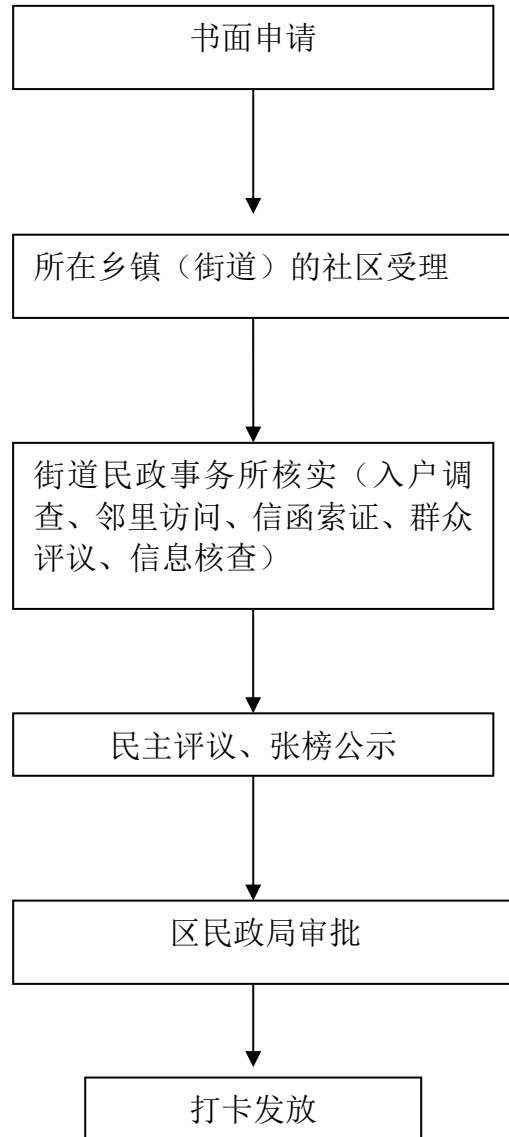 书面申请
所在乡镇（街道）的社区受理
街道民政事务所核实（入户调
查、邻里访问、信函索证、群众
评议、信息核查）
民主评议、张榜公示
区民政局审批
打卡发放